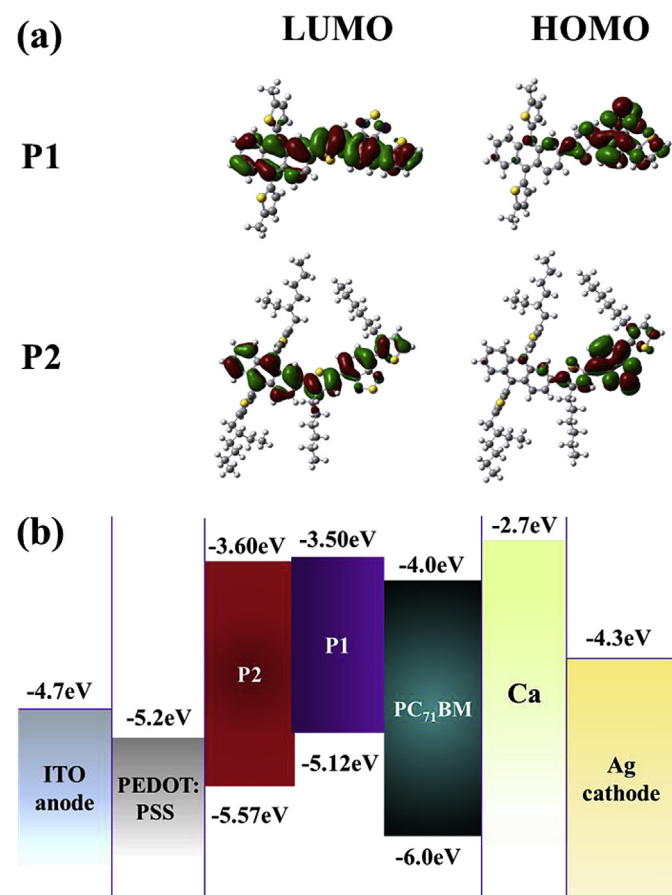 (a)
LUMO
HOMO
P1
P2
(b)
-3.60eV
-3.50eV
-4.0eV
-2.7eV
-4.3eV
-4.7eV
-5.2eV
P2
P1
PC₇₁BM
Ca
ITO
anode
PEDOT:
PSS
Ag
cathode
-5.12eV
-5.57eV
-6.0eV